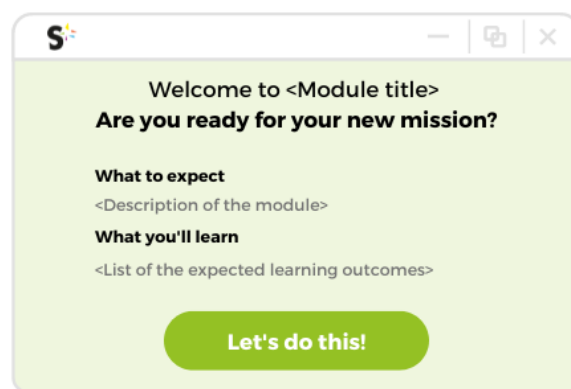 S
Welcome to <Module title>
Are you ready for your new mission?
What to expect
<Description of the module>
What you'll learn
<List of the expected learning outcomes>
Let's do this!